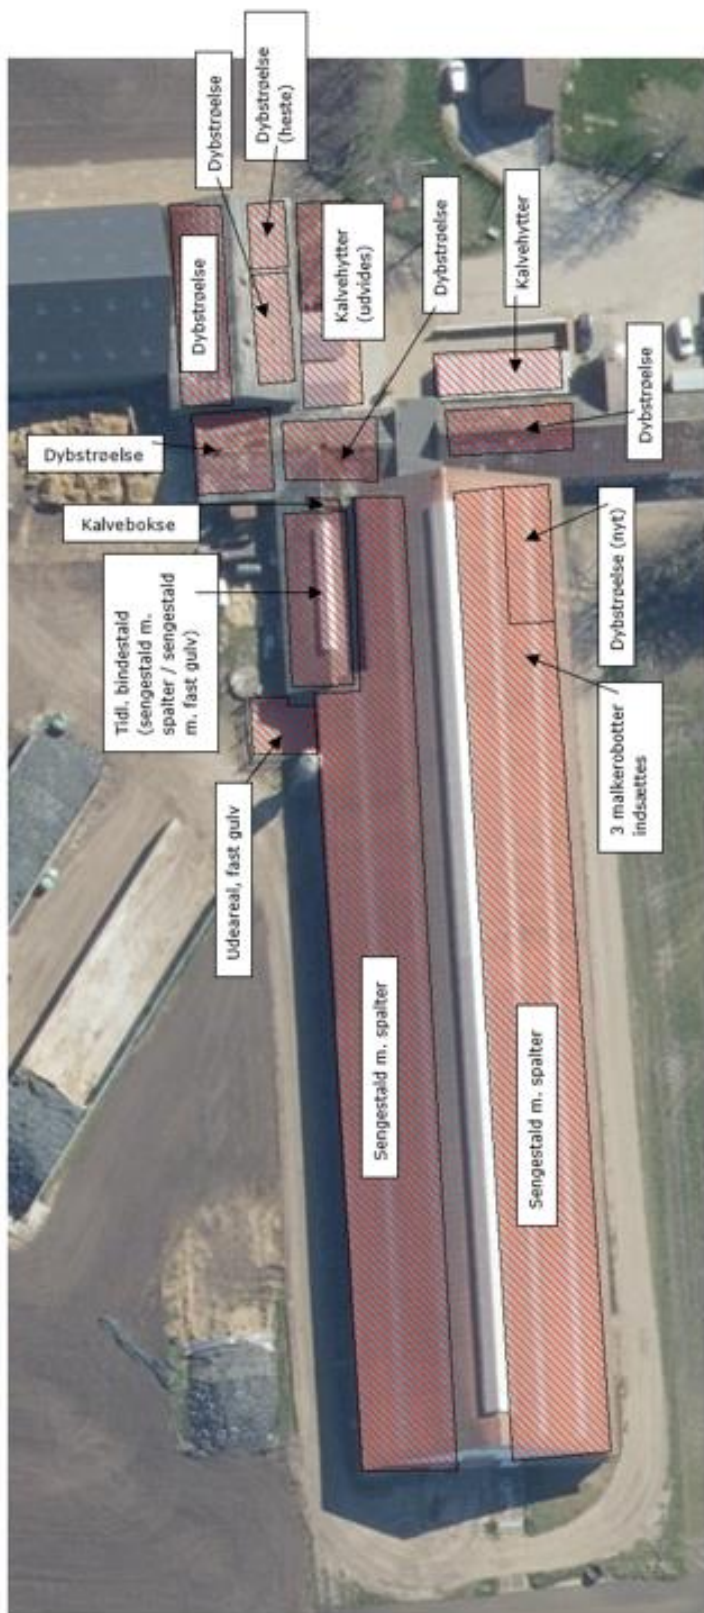 Dybstrøelse
Dybstrøelse
(heste)
Dybstrøelse
Kalvehytter
(udvides)
Dybstrøelse
Kalvehytter
Dybstrøelse
Dybstrøelse
Kalvebokse
Tidl. bindestald
(sengestald m.
spalter / sengestald
m. fast gulv)
Dybstrøelse (nyt)
3 malkerobotter
indsættes
Udeareal, fast gulv
Sengestald m. spalter
Sengestald m. spalter